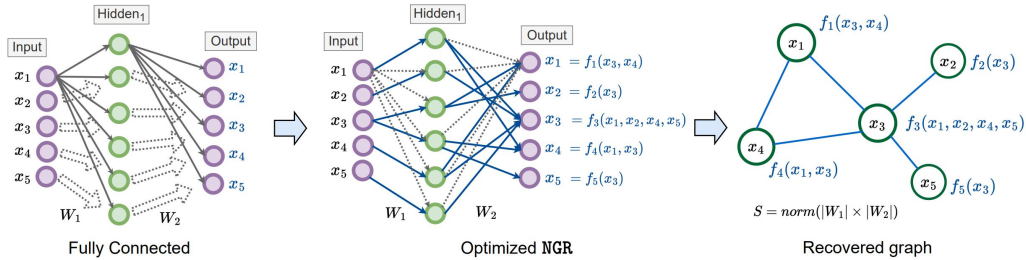 Hidden₁
Input
Output
x₁
x₂
x₃
x₄
x₅
x₁
x₂
x₃
x₄
x₅
W₁
W₂
Fully Connected
Hidden₁
Input
Output
x₁
x₂
x₃
x₄
x₅
x₁ = f₁(x₃, x₄)
x₂ = f₂(x₃)
x₃ = f₃(x₁, x₂, x₄, x₅)
x₄ = f₄(x₁, x₃)
x₅ = f₅(x₃)
W₁
W₂
Optimized NGR
f₁(x₃, x₄)
x₁
x₂
f₂(x₃)
x₃
f₃(x₁, x₂, x₄, x₅)
x₄
f₄(x₁, x₃)
x₅
f₅(x₃)
S = norm(|W₁| × |W₂|)
Recovered graph